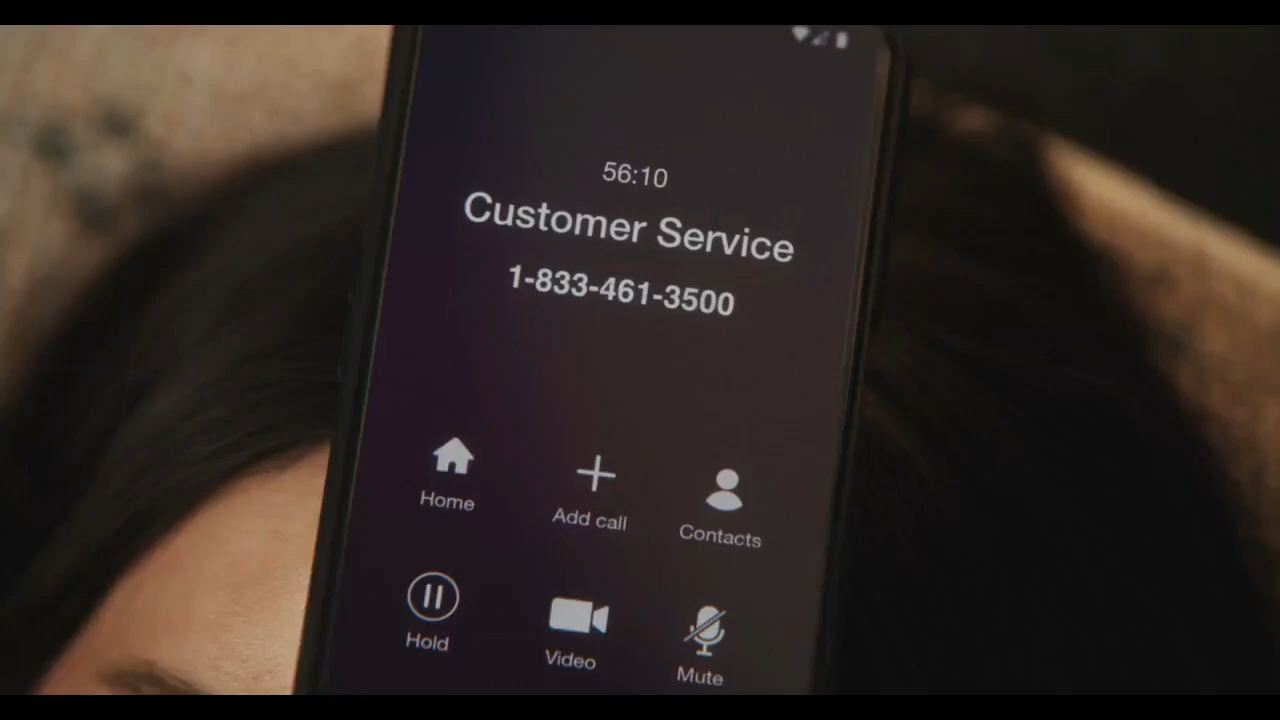 56:10
Customer Service
1-833-461-3500
Home
Add call
Contacts
Hold
Video
Mute